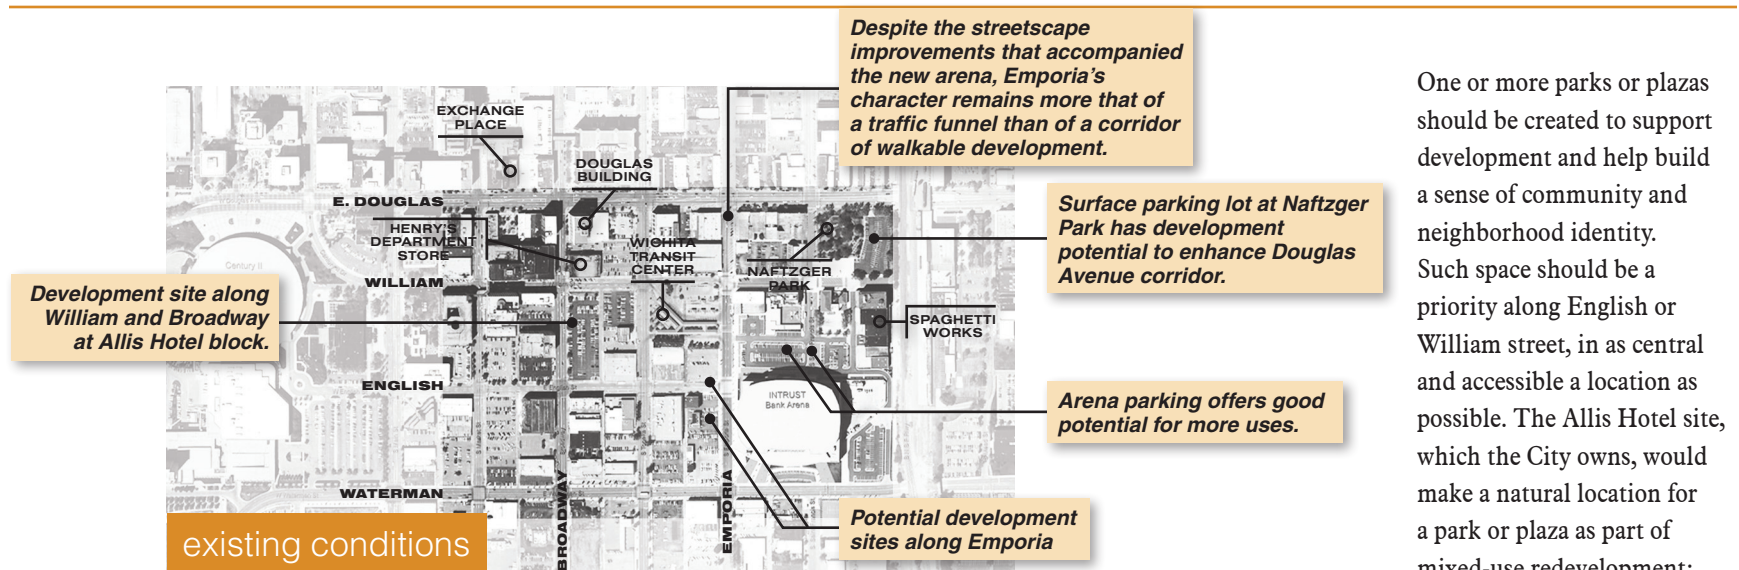 Despite the streetscape
improvements that accompanied
the new arena, Emporia's
character remains more that of
a traffic funnel than of a corridor
of walkable development.
EXCHANGE
PLACE
DOUGLAS
BUILDING
E. DOUGLAS
HENRY'S
DEPARTMENT
STORE
WICHITA
TRANSIT
CENTER
NAFTZGER
PARK
Century II
WILLIAM
SPAGHETTI
WORKS
ENGLISH
INTRUST
Bank Arena
WATERMAN
BROADWAY
EMPORIA
existing conditions
Surface parking lot at Naftzger
Park has development
potential to enhance Douglas
Avenue corridor.
Development site along
William and Broadway
at Allis Hotel block.
Arena parking offers good
potential for more uses.
Potential development
sites along Emporia
One or more parks or plazas
should be created to support
development and help build
a sense of community and
neighborhood identity.
Such space should be a
priority along English or
William street, in as central
and accessible a location as
possible. The Allis Hotel site,
which the City owns, would
make a natural location for
a park or plaza as part of
mixed-use redevelopment;